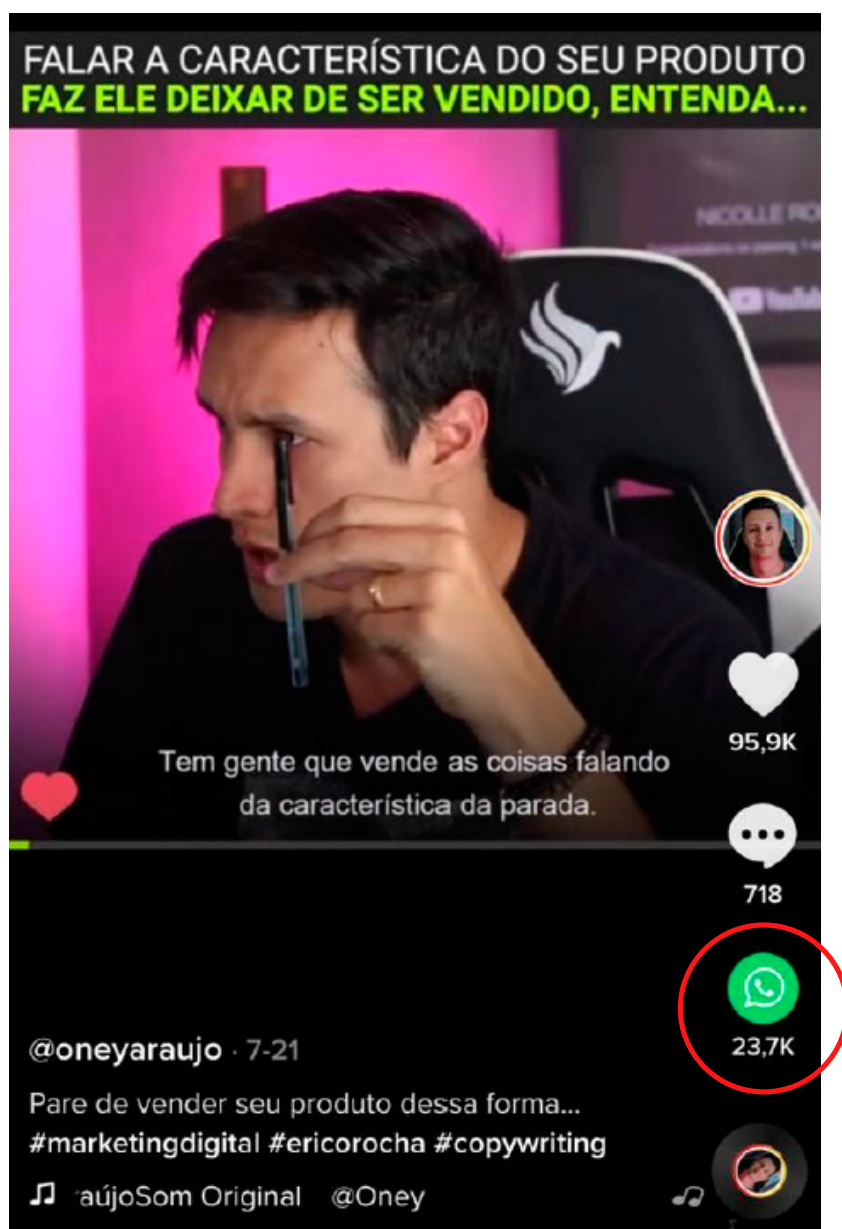 FALAR A CARACTERÍSTICA DO SEU PRODUTO
FAZ ELE DEIXAR DE SER VENDIDO, ENTENDA...
NICOLLE
Tem gente que vende as coisas falando
da característica da parada.
95,9K
718
23,7K
@oneyaraujo · 7-21
Pare de vender seu produto dessa forma...
#marketingdigital #ericorocha #copywriting
aújoSom Original @Oney